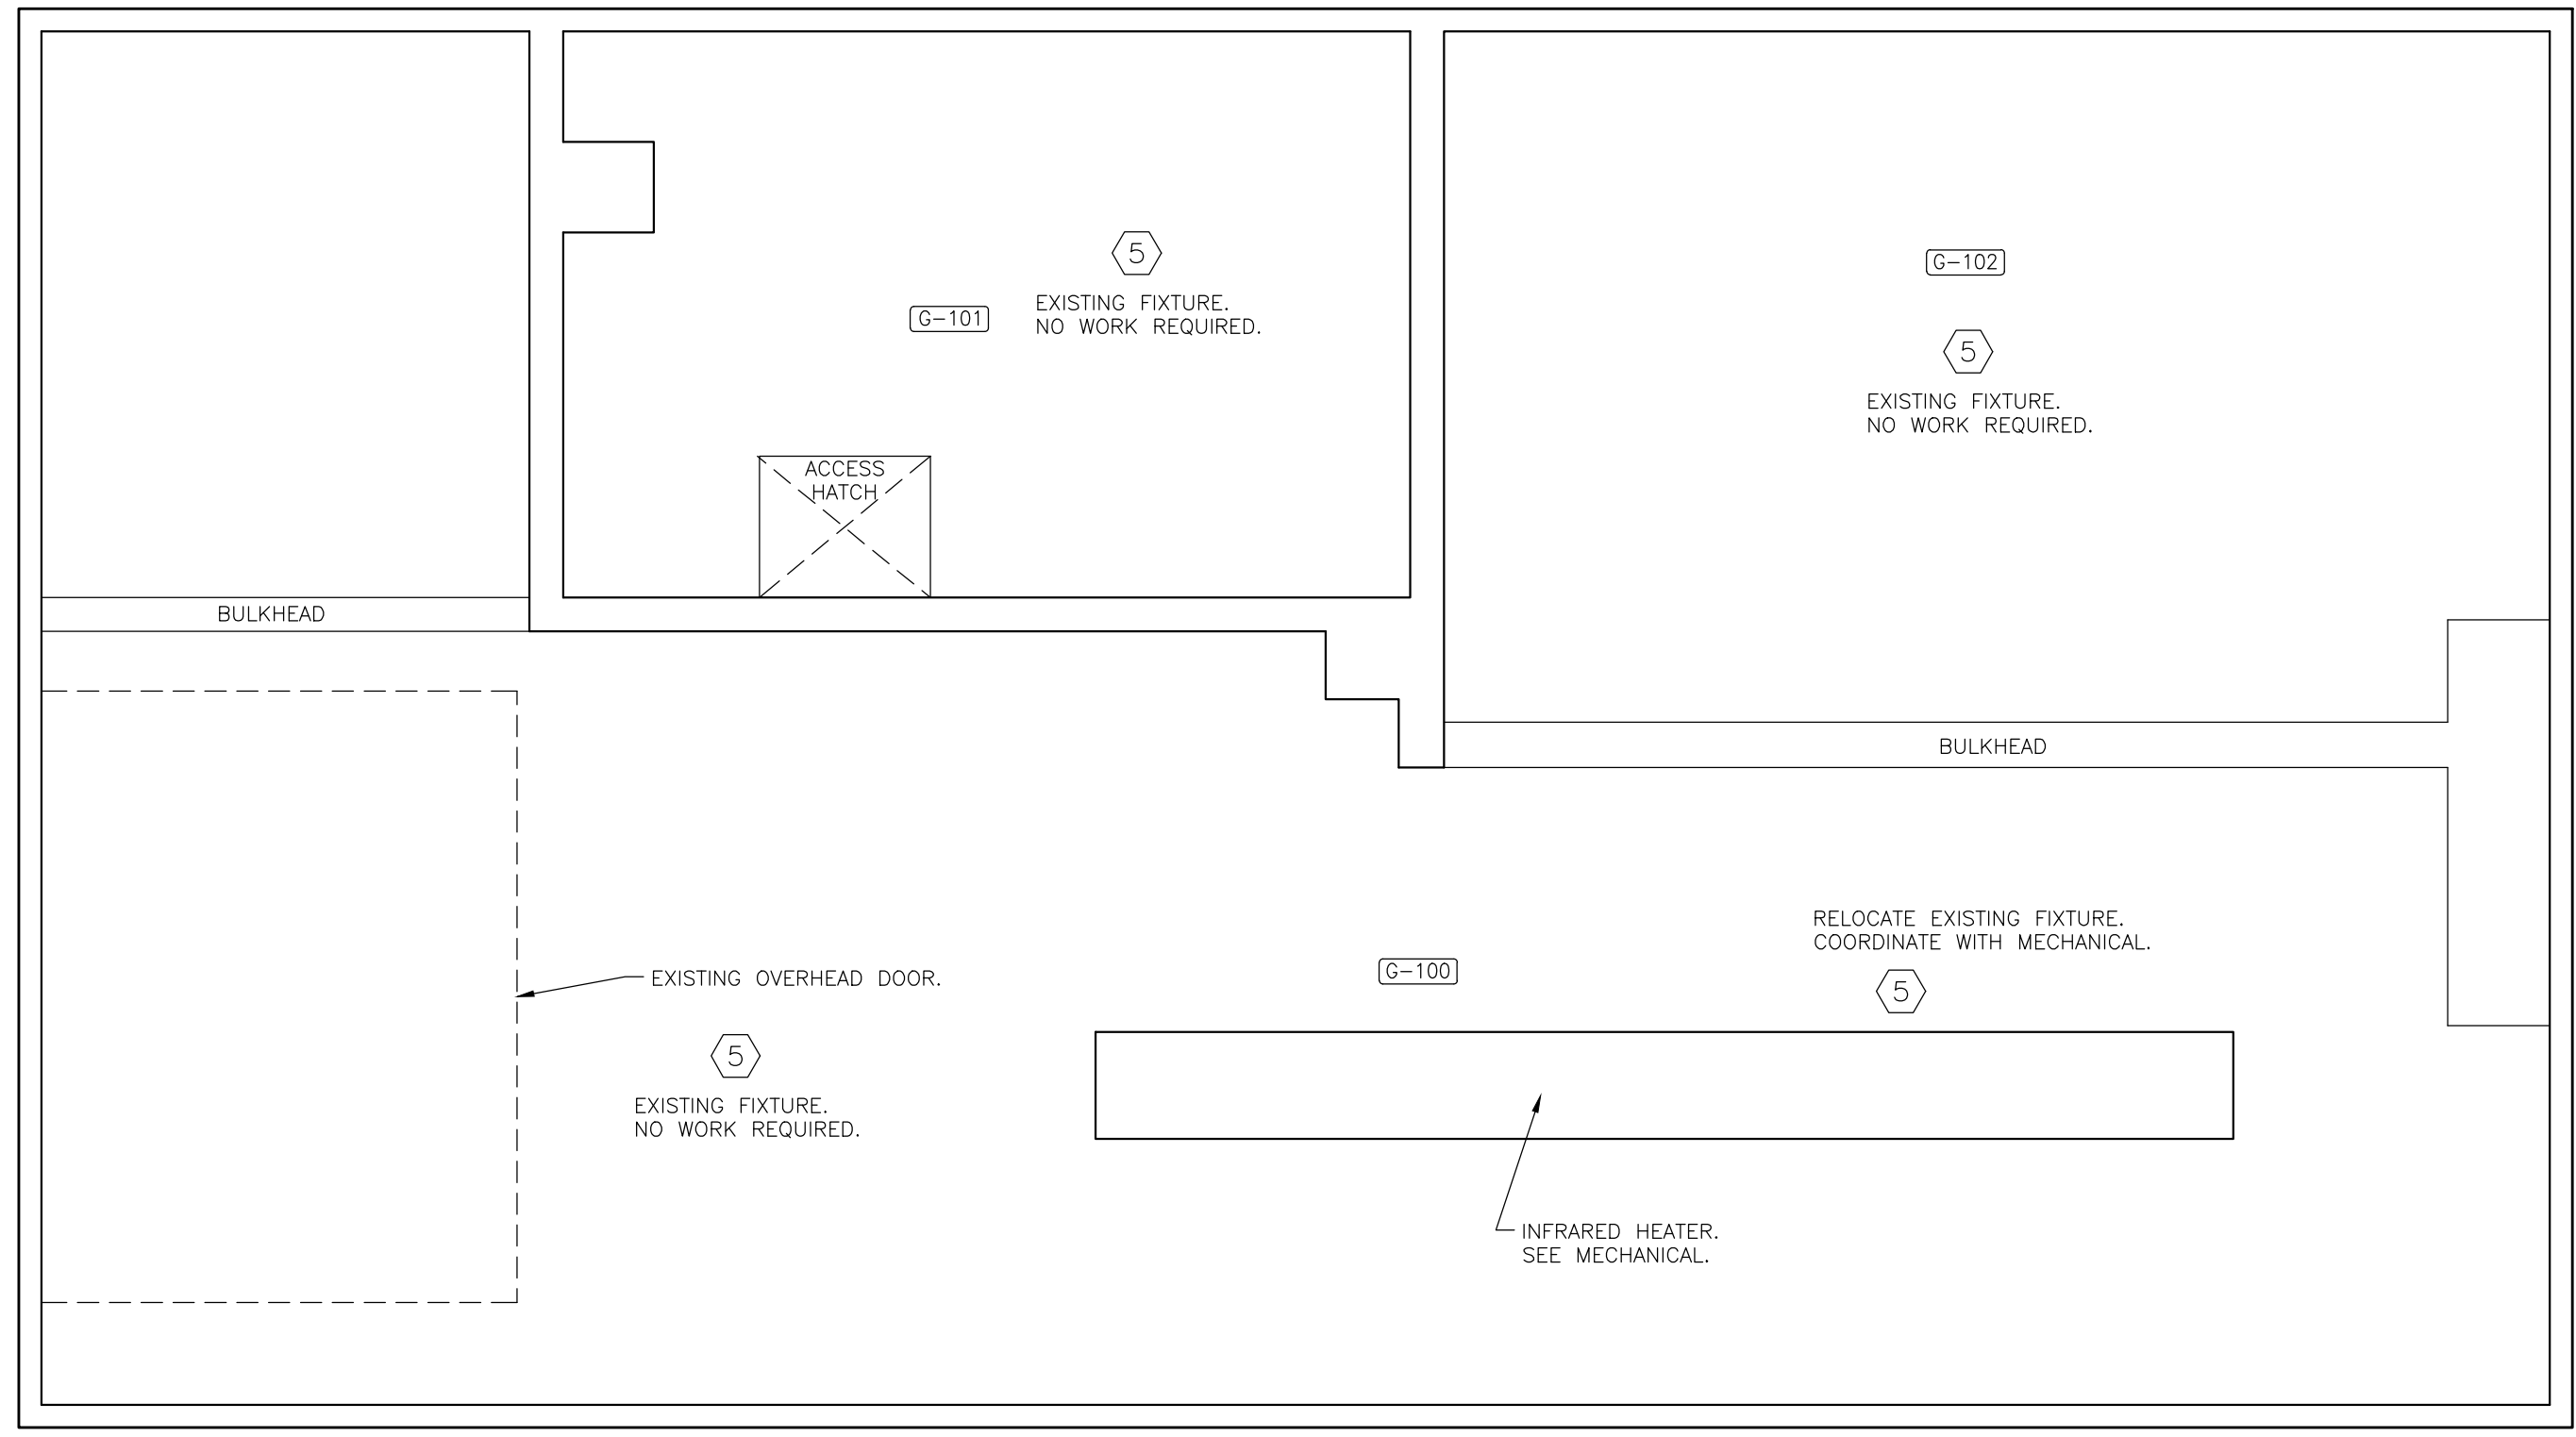 5
EXISTING FIXTURE.
NO WORK REQUIRED.
G-101
G-102
5
EXISTING FIXTURE.
NO WORK REQUIRED.
ACCESS
HATCH
BULKHEAD
BULKHEAD
RELOCATE EXISTING FIXTURE.
COORDINATE WITH MECHANICAL.
5
G-100
EXISTING OVERHEAD DOOR.
5
EXISTING FIXTURE.
NO WORK REQUIRED.
INFRARED HEATER.
SEE MECHANICAL.